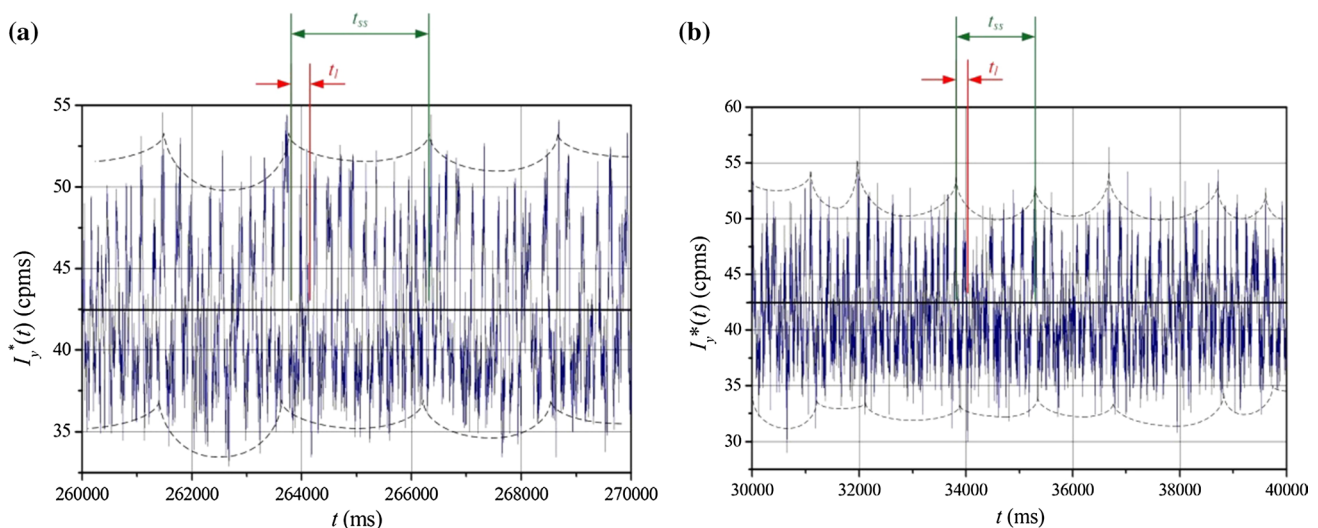 (a)
t_ss
t_l
55
50
45
40
35
I_y^*(t) (cpms)
260000 262000 264000 266000 268000 270000
t (ms)
(b)
t_ss
t_l
60
55
50
45
40
35
30
I_y^*(t) (cpms)
30000 32000 34000 36000 38000 40000
t (ms)